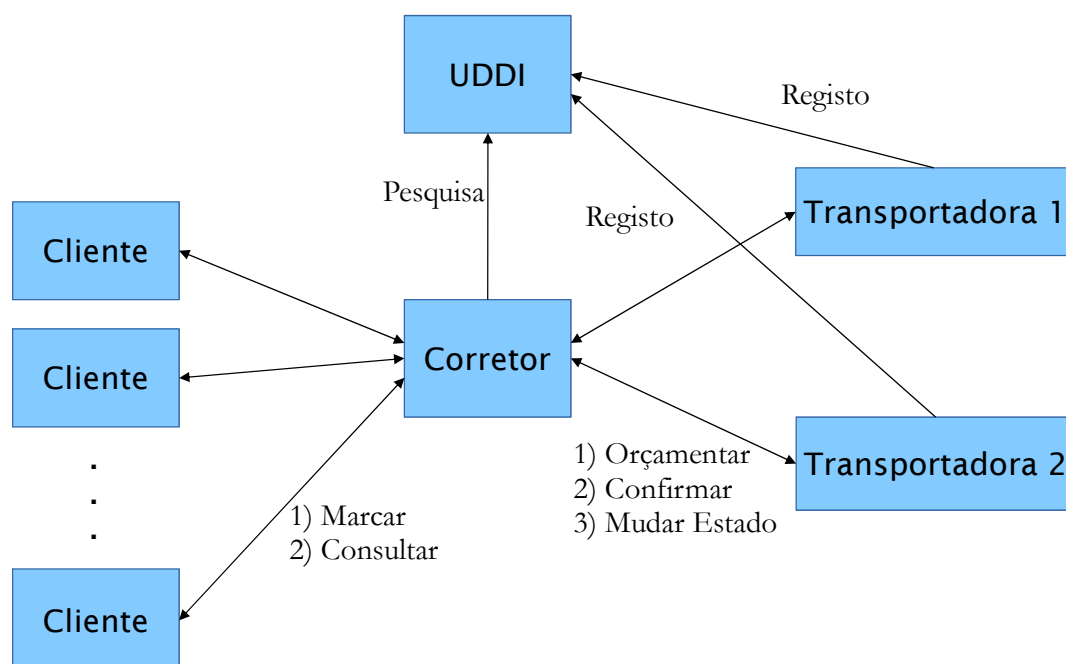 UDDI
Registo
Pesquisa
Registo
Transportadora 1
Cliente
Cliente
Corretor
.
.
.
1) Orçamentar
2) Confirmar
3) Mudar Estado
Transportadora 2
1) Marcar
2) Consultar
Cliente